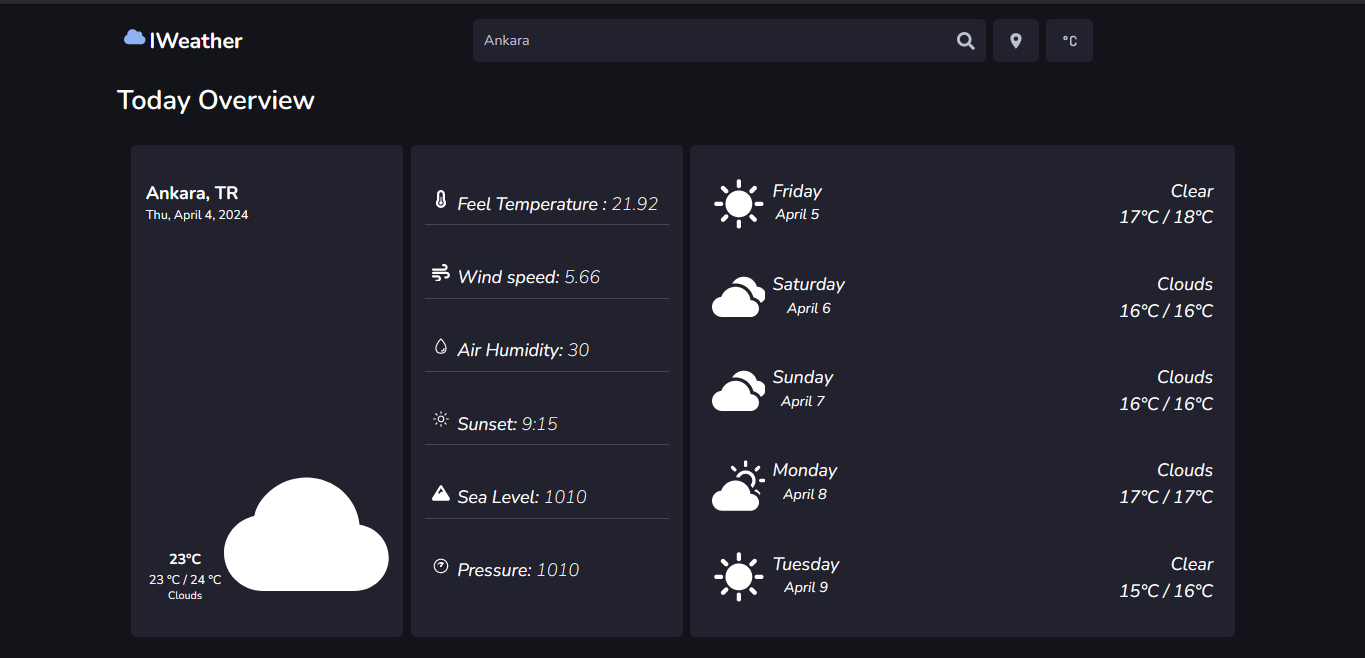 IWeather
Ankara
°C
Today Overview
Ankara, TR
Thu, April 4, 2024
23°C
23 °C / 24 °C
Clouds
Feel Temperature : 21.92
Wind speed: 5.66
Air Humidity: 30
Sunset: 9:15
Sea Level: 1010
Pressure: 1010
Friday
April 5
Clear
17°C / 18°C
Saturday
April 6
Clouds
16°C / 16°C
Sunday
April 7
Clouds
16°C / 16°C
Monday
April 8
Clouds
17°C / 17°C
Tuesday
April 9
Clear
15°C / 16°C